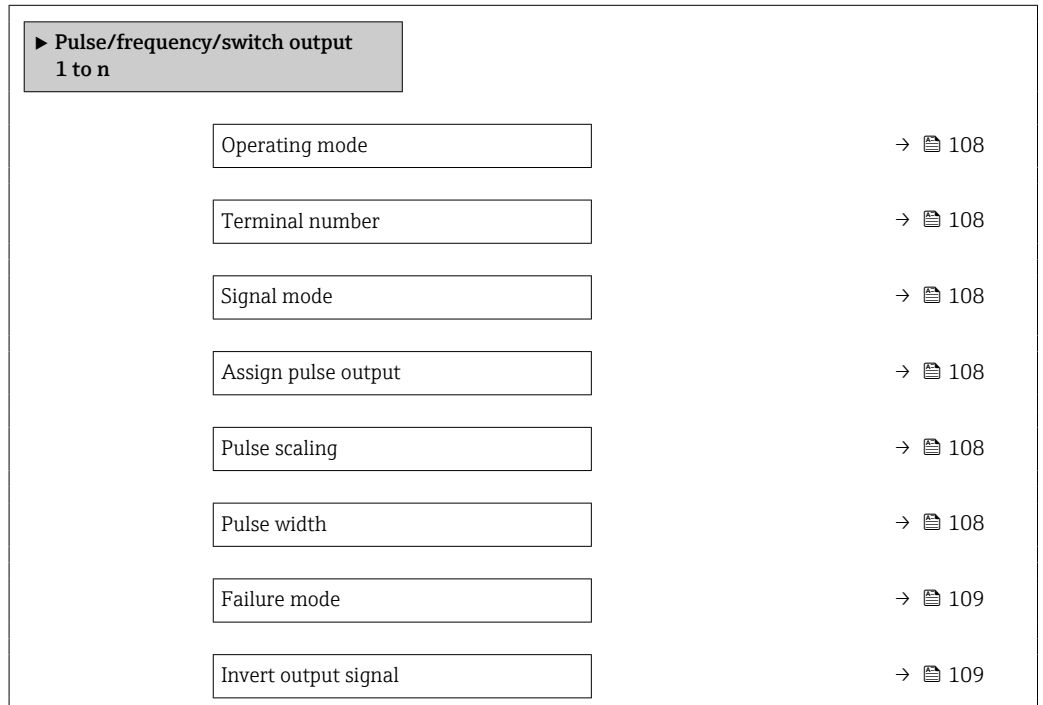 ▶ Pulse/frequency/switch output
1 to n
Operating mode → 108
Terminal number → 108
Signal mode → 108
Assign pulse output → 108
Pulse scaling → 108
Pulse width → 108
Failure mode → 109
Invert output signal → 109